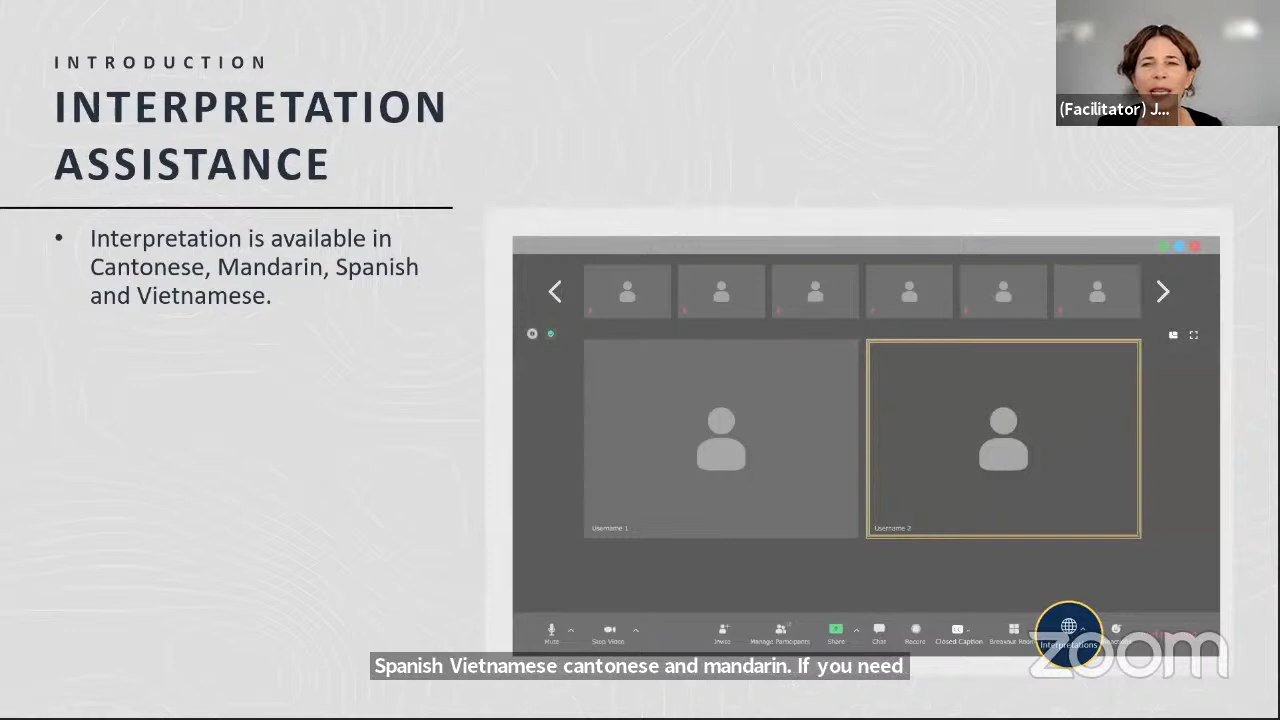 INTRODUCTION
INTERPRETATION
ASSISTANCE
(Facilitator) J...
• Interpretation is available in
Cantonese, Mandarin, Spanish
and Vietnamese.
Username 1
Username 2
Mute
Stop Video
Invite
Manage Participants
Share
Chat
Record
Closed Caption
Breakout Room
Interpretations
zoom
Spanish Vietnamese cantonese and mandarin. If you need